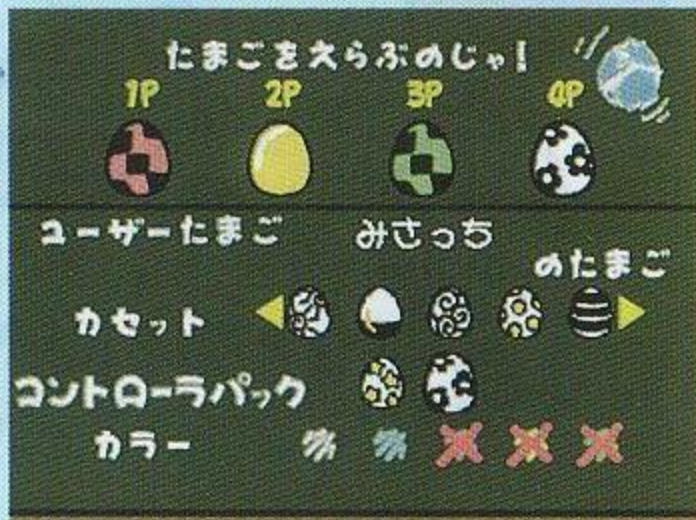 たまごをえらぶのじゃ!
1P 2P 3P 4P
ユーザーたまご みさっち
のたまご
カセット
コントローラパック
カラー